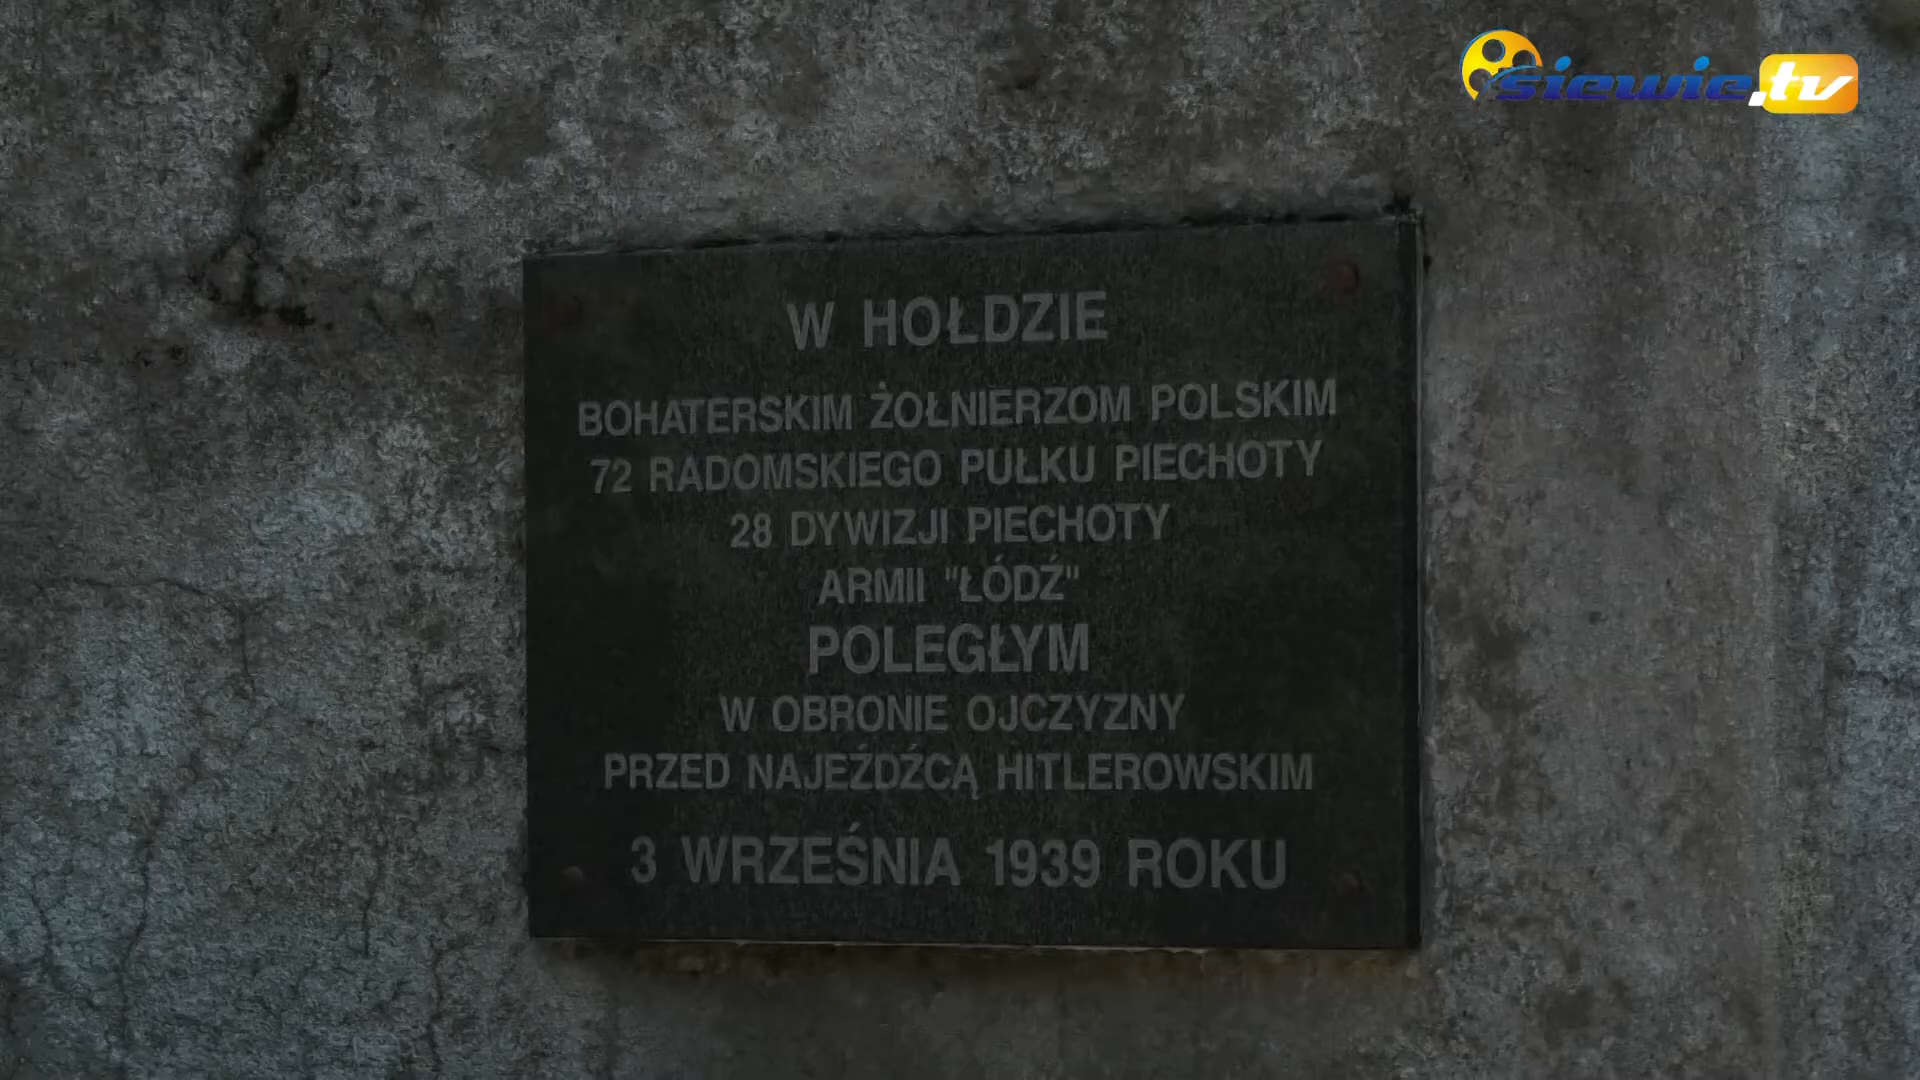 siewie.tv
W HOŁDZIE
BOHATERSKIM ŻOŁNIERZOM POLSKIM
72 RADOMSKIEGO PUŁKU PIECHOTY
28 DYWIZJI PIECHOTY
ARMII "ŁÓDŹ"
POLEGŁYM
W OBRONIE OJCZYZNY
PRZED NAJEŹDŹCĄ HITLEROWSKIM
3 WRZEŚNIA 1939 ROKU